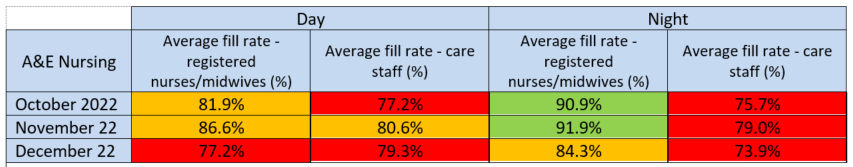 Day Night
A&E Nursing Average fill rate - registered nurses/midwives (%) Average fill rate - care staff (%) Average fill rate - registered nurses/midwives (%) Average fill rate - care staff (%)
October 2022 81.9% 77.2% 90.9% 75.7%
November 22 86.6% 80.6% 91.9% 79.0%
December 22 77.2% 79.3% 84.3% 73.9%